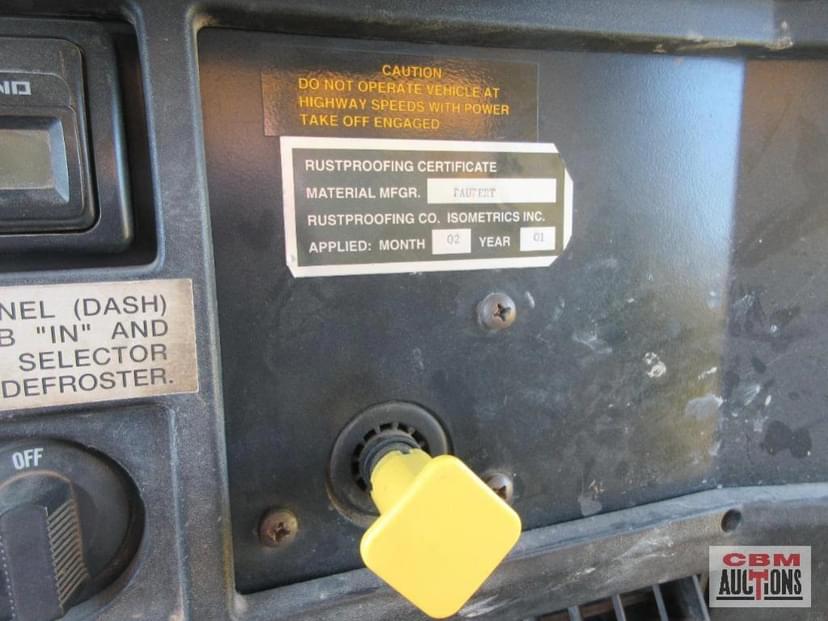 CAUTION
DO NOT OPERATE VEHICLE AT
HIGHWAY SPEEDS WITH POWER
TAKE OFF ENGAGED
RUSTPROOFING CERTIFICATE
MATERIAL MFGR.
RUSTPROOFING CO. ISOMETRICS INC.
APPLIED: MONTH 02 YEAR 01
NEL (DASH)
B "IN" AND
SELECTOR
DEFROSTER.
OFF
CBM
AUCTIONS